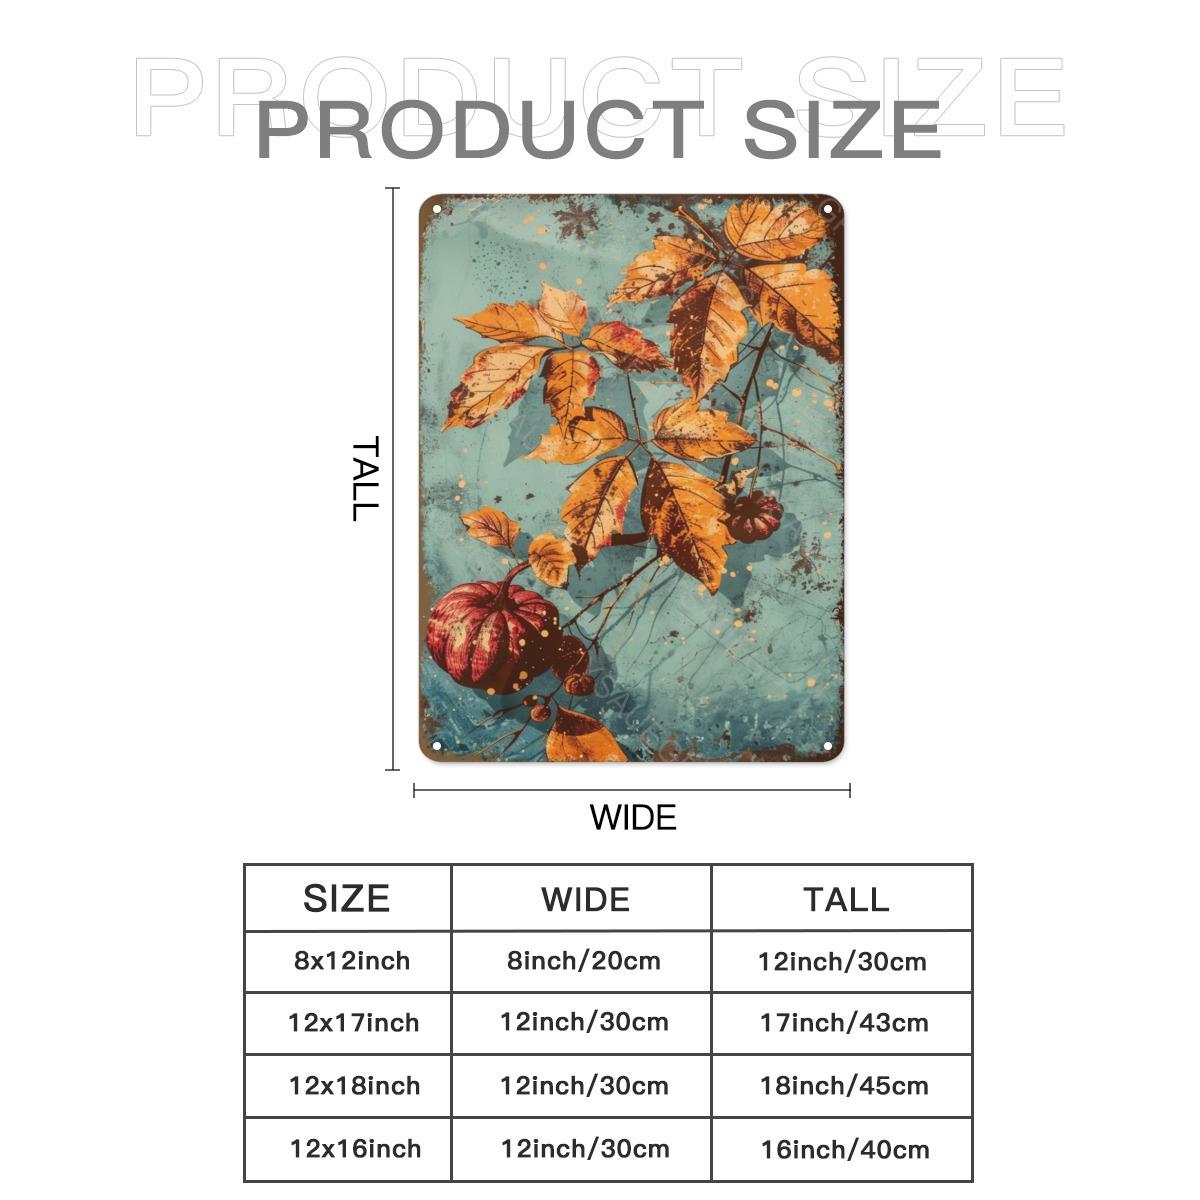 PRODUCT SIZE
PRODUCT SIZE
TALL
WIDE
SIZE WIDE TALL
8x12inch 8inch/20cm 12inch/30cm
12x17inch 12inch/30cm 17inch/43cm
12x18inch 12inch/30cm 18inch/45cm
12x16inch 12inch/30cm 16inch/40cm